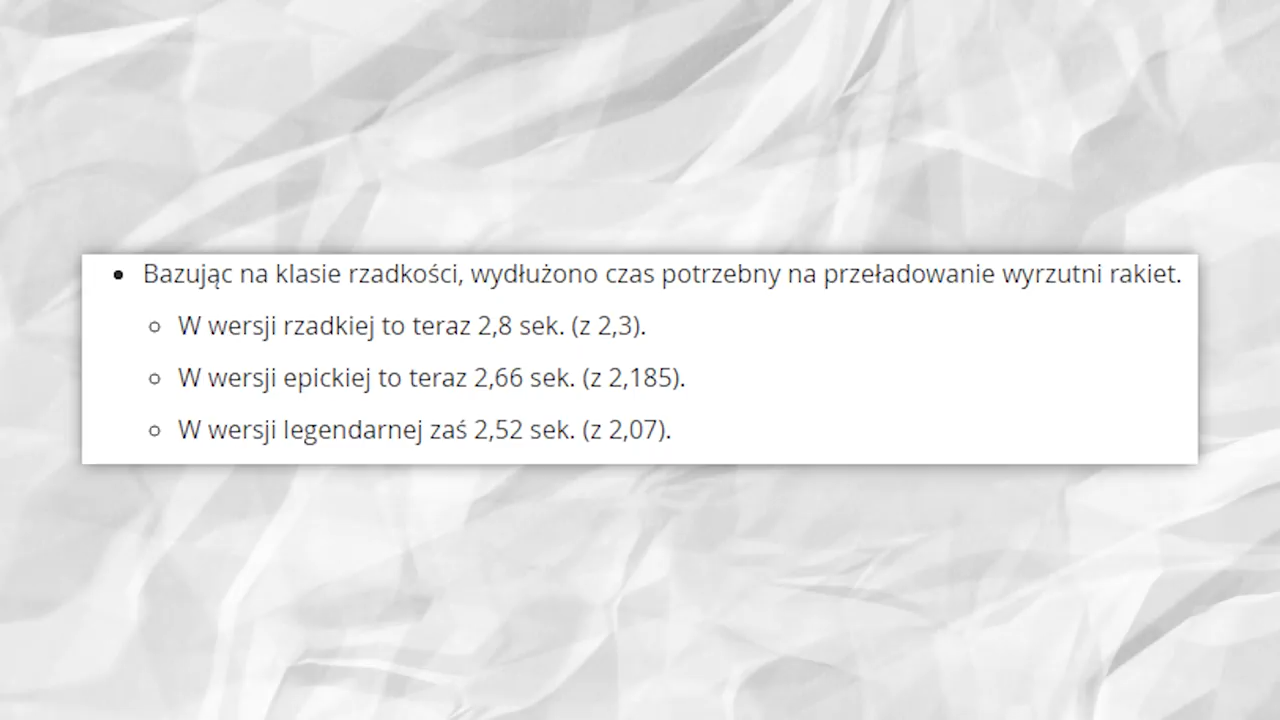 Bazując na klasie rzadkości, wydłużono czas potrzebny na przeładowanie wyrzutni rakiet.
W wersji rzadkiej to teraz 2,8 sek. (z 2,3).
W wersji epickiej to teraz 2,66 sek. (z 2,185).
W wersji legendarnej zaś 2,52 sek. (z 2,07).